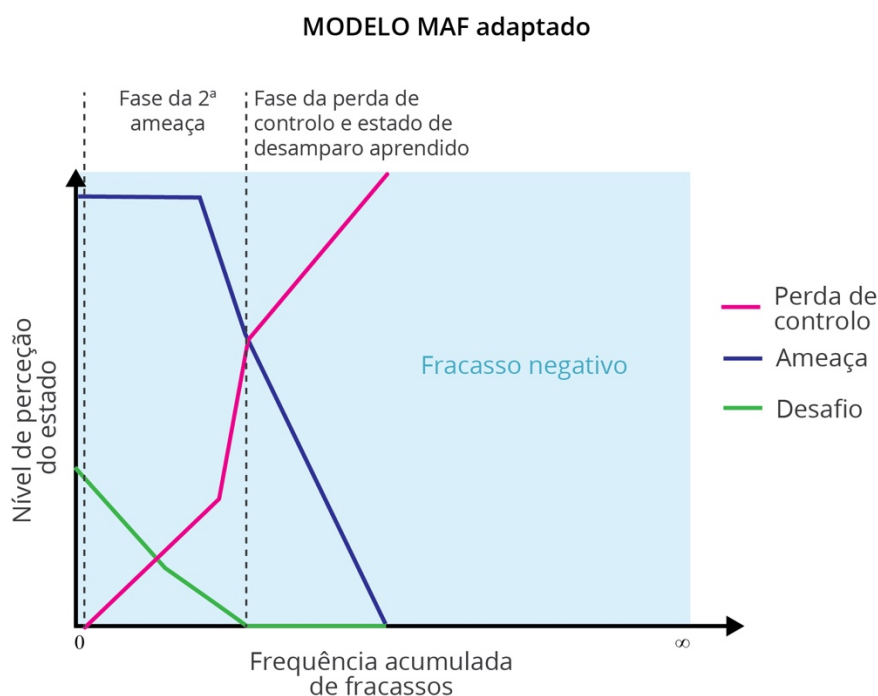 MODELO MAF adaptado
Fase da 2ª
ameaça
Fase da perda de
controlo e estado de
desamparo aprendido
Nível de perceção
do estado
Fracasso negativo
Perda de
controlo
Ameaça
Desafio
0
∞
Frequência acumulada
de fracassos